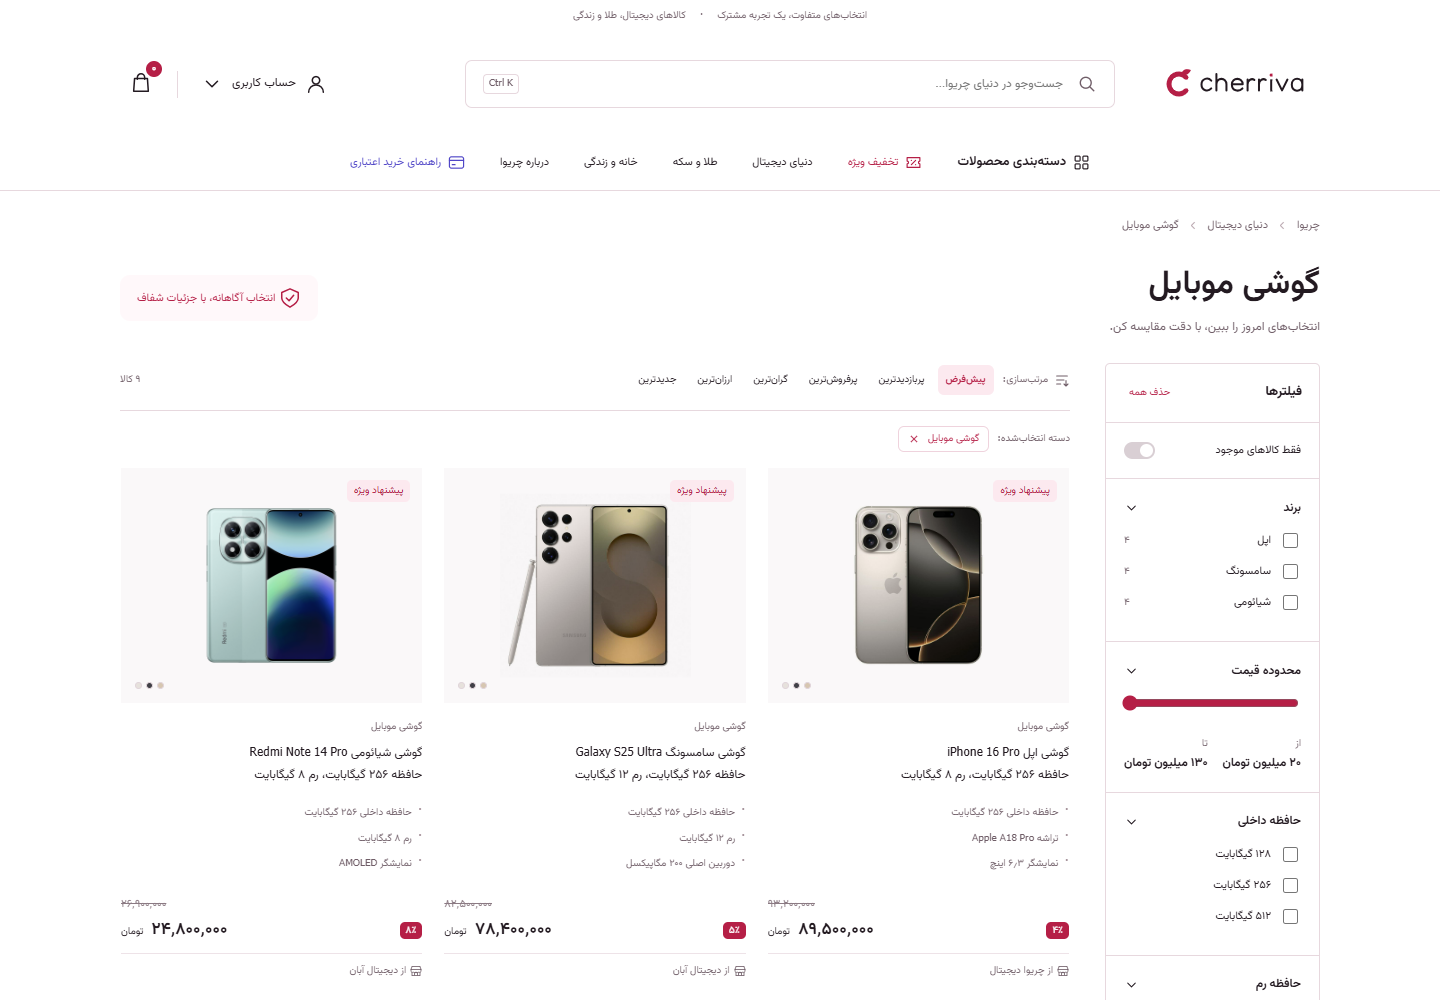 انتخاب‌های متفاوت، یک تجربه مشترک • کالاهای دیجیتال، طلا و زندگی
cherriva
جست‌وجو در دنیای چریوا...
Ctrl K
حساب کاربری
۰
دسته‌بندی محصولات
تخفیف ویژه
دنیای دیجیتال
طلا و سکه
خانه و زندگی
درباره چریوا
راهنمای خرید اعتباری
چریوا
دنیای دیجیتال
گوشی موبایل
گوشی موبایل
انتخاب‌های امروز را ببین، با دقت مقایسه کن.
انتخاب آگاهانه، با جزئیات شفاف
فیلترها
حذف همه
فقط کالاهای موجود
برند
اپل ۴
سامسونگ ۴
شیائومی ۴
محدوده قیمت
از تا
۲۰ میلیون تومان ۱۳۰ میلیون تومان
حافظه داخلی
۱۲۸ گیگابایت
۲۵۶ گیگابایت
۵۱۲ گیگابایت
حافظه رم
مرتب‌سازی:
پیش‌فرض
پربازدیدترین
پرفروش‌ترین
گران‌ترین
ارزان‌ترین
جدیدترین
۹ کالا
دسته انتخاب‌شده:
گوشی موبایل
پیشنهاد ویژه
گوشی موبایل
گوشی اپل iPhone 16 Pro
حافظه ۲۵۶ گیگابایت، رم ۸ گیگابایت
حافظه داخلی ۲۵۶ گیگابایت
تراشه Apple A18 Pro
نمایشگر ۶٫۳ اینچ
۹۳,۲۰۰,۰۰۰
۴٪
۸۹,۵۰۰,۰۰۰ تومان
از چریوا دیجیتال
پیشنهاد ویژه
SAMSUNG
گوشی موبایل
گوشی سامسونگ Galaxy S25 Ultra
حافظه ۲۵۶ گیگابایت، رم ۱۲ گیگابایت
حافظه داخلی ۲۵۶ گیگابایت
رم ۱۲ گیگابایت
دوربین اصلی ۲۰۰ مگاپیکسل
۸۲,۵۰۰,۰۰۰
۵٪
۷۸,۴۰۰,۰۰۰ تومان
از دیجیتال آبان
پیشنهاد ویژه
Redmi
گوشی موبایل
گوشی شیائومی Redmi Note 14 Pro
حافظه ۲۵۶ گیگابایت، رم ۸ گیگابایت
حافظه داخلی ۲۵۶ گیگابایت
رم ۸ گیگابایت
نمایشگر AMOLED
۲۶,۹۰۰,۰۰۰
۸٪
۲۴,۸۰۰,۰۰۰ تومان
از دیجیتال آبان